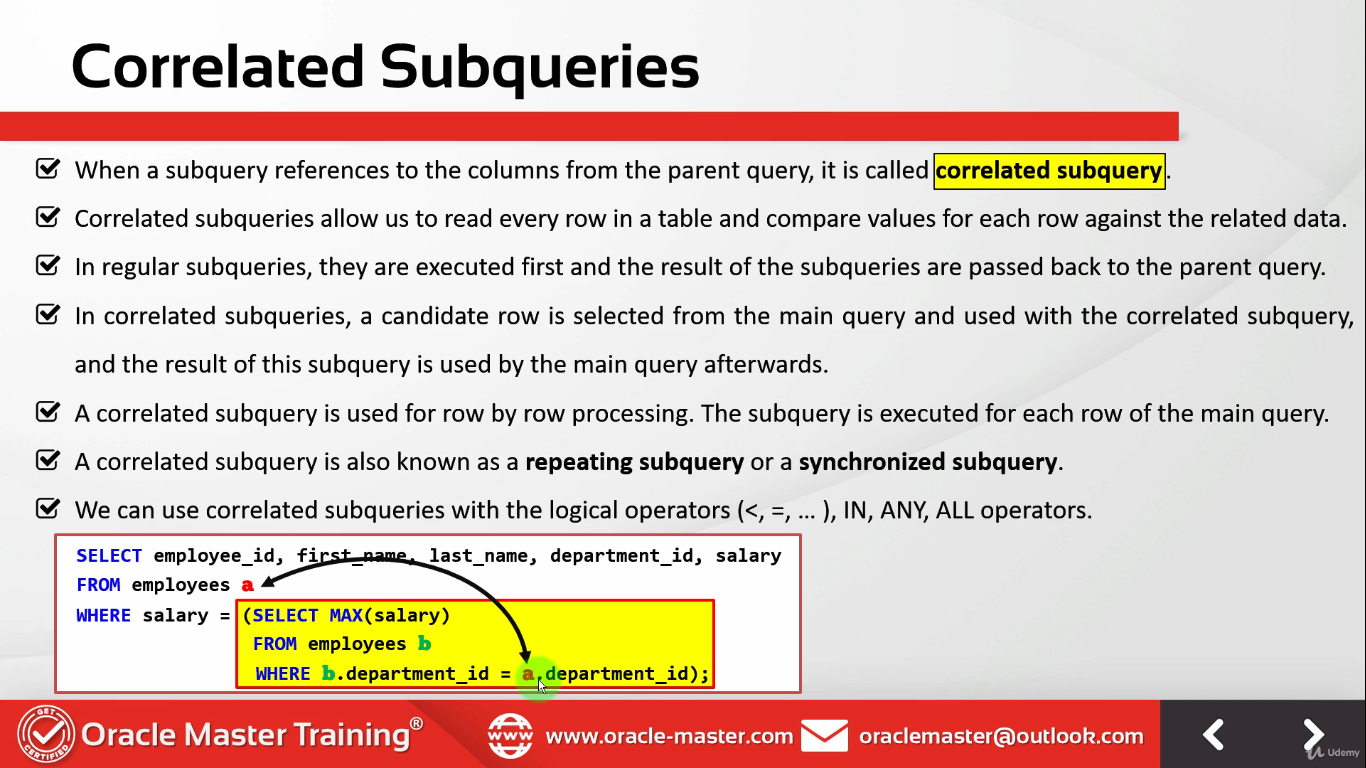 Correlated Subqueries
When a subquery references to the columns from the parent query, it is called correlated subquery.
Correlated subqueries allow us to read every row in a table and compare values for each row against the related data.
In regular subqueries, they are executed first and the result of the subqueries are passed back to the parent query.
In correlated subqueries, a candidate row is selected from the main query and used with the correlated subquery,
and the result of this subquery is used by the main query afterwards.
A correlated subquery is used for row by row processing. The subquery is executed for each row of the main query.
A correlated subquery is also known as a repeating subquery or a synchronized subquery.
We can use correlated subqueries with the logical operators (<, =, ... ), IN, ANY, ALL operators.
SELECT employee_id, first_name, last_name, department_id, salary
FROM employees a
WHERE salary = (SELECT MAX(salary)
FROM employees b
WHERE b.department_id = a.department_id);
GET
CERTIFIED
Oracle Master Training®
www
www.oracle-master.com
oraclemaster@outlook.com
Udemy